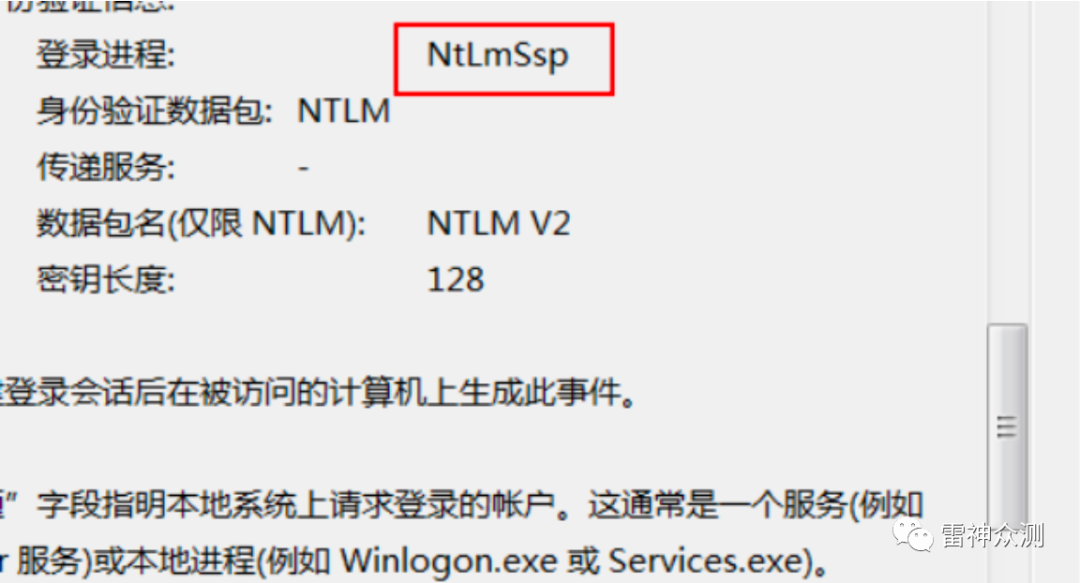 份验证信息:
登录进程: NtLmSsp
身份验证数据包: NTLM
传递服务: -
数据包名(仅限 NTLM): NTLM V2
密钥长度: 128
登录会话后在被访问的计算机上生成此事件。
”字段指明本地系统上请求登录的帐户。这通常是一个服务(例如
r 服务)或本地进程(例如 Winlogon.exe 或 Services.exe)。
雷神众测